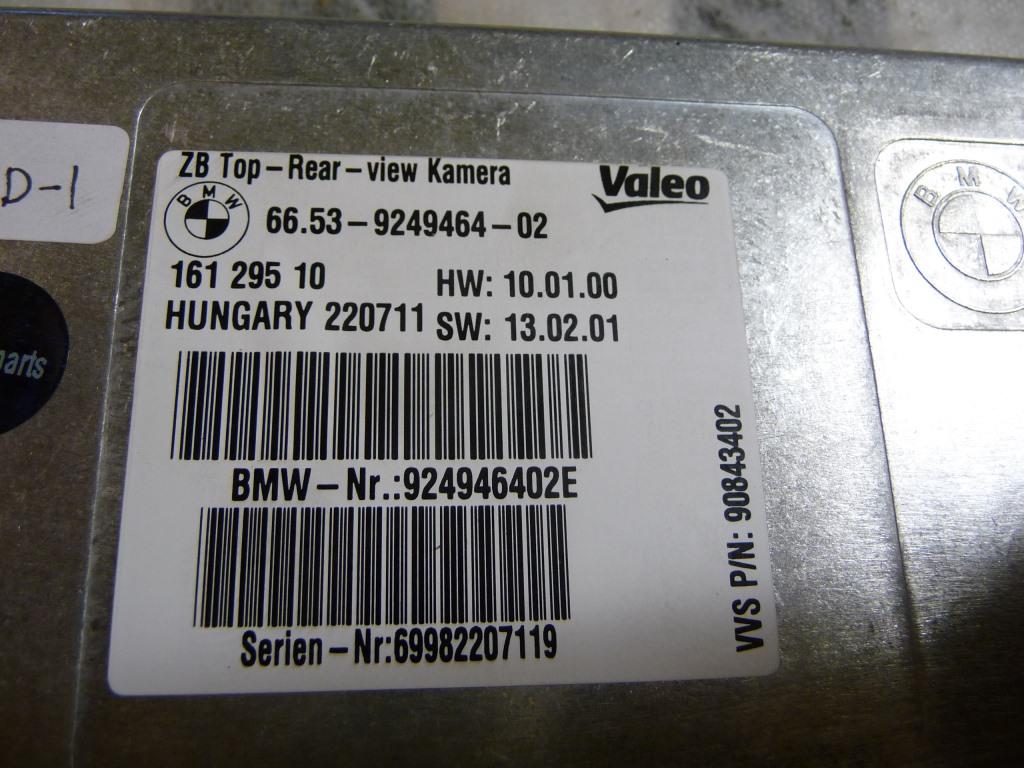 D-1
arts
ZB Top-Rear-view Kamera
Valeo
BMW
66.53-9249464-02
161 295 10
HW: 10.01.00
HUNGARY 220711
SW: 13.02.01
BMW-Nr.:924946402E
Serien-Nr:69982207119
VVS P/N: 90843402
BMW